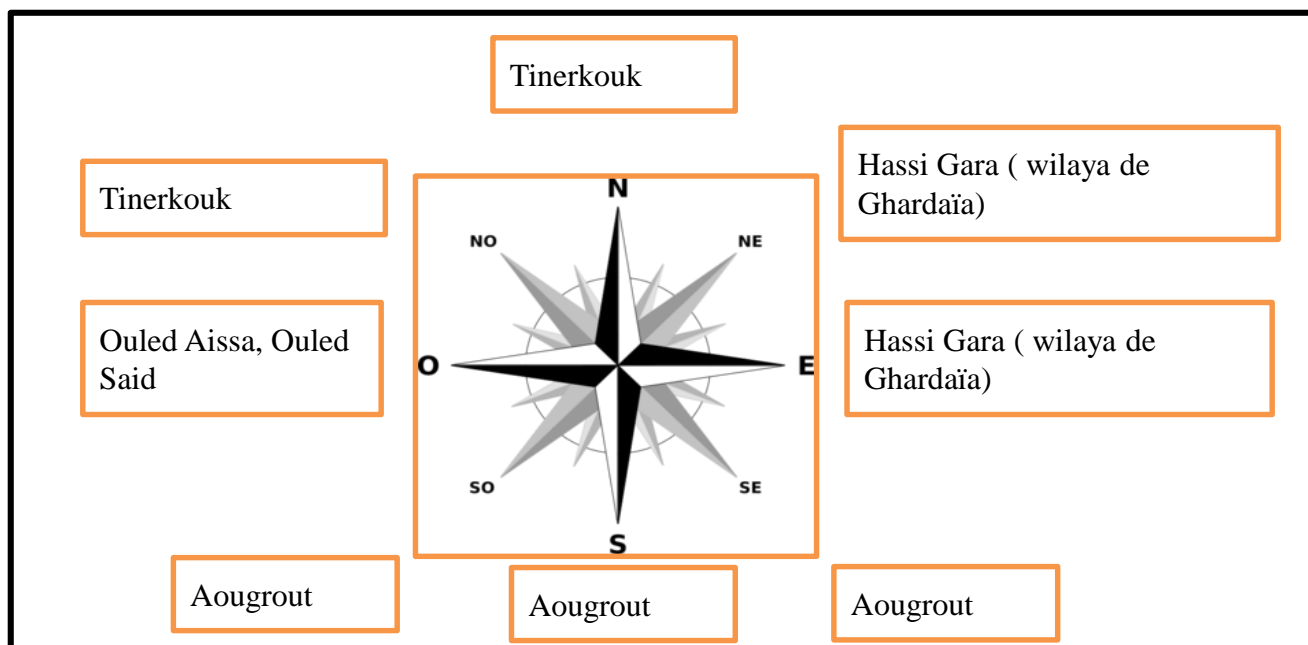 Tinerkouk
Tinerkouk
Hassi Gara ( wilaya de
Ghardaïa)
N
NO
NE
Ouled Aissa, Ouled
Said
O
E
Hassi Gara ( wilaya de
Ghardaïa)
SO
SE
S
Aougrout
Aougrout
Aougrout